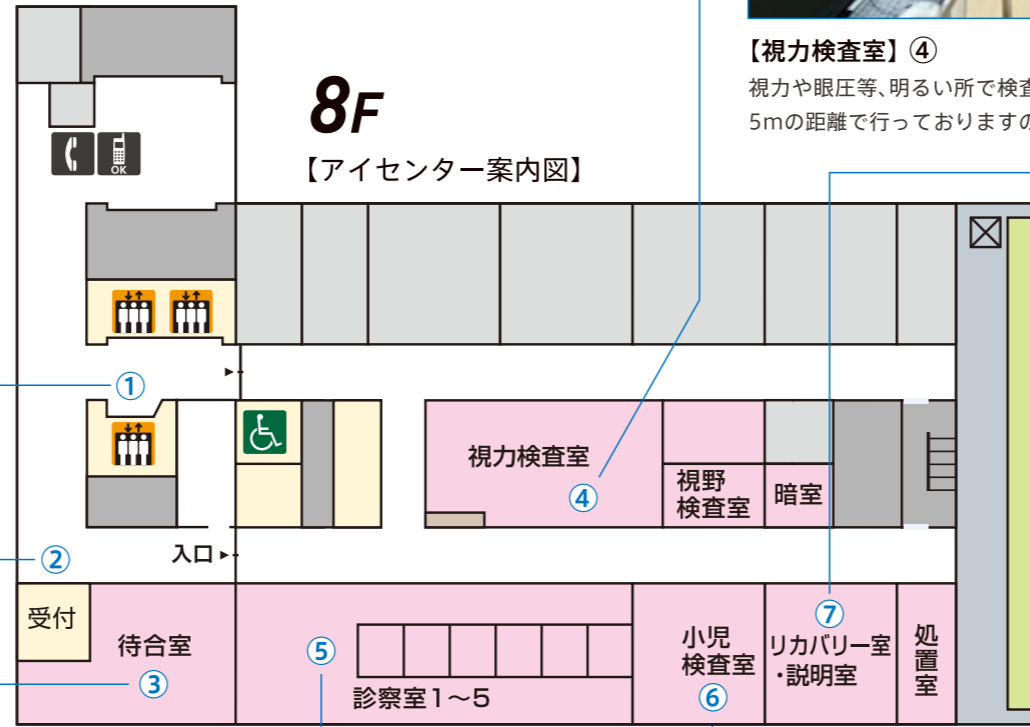 【視力検査室】④
視力や眼圧等、明るい所で検査
5mの距離で行っておりますの
8F
【アイセンター案内図】
OK
①
視力検査室
④
視野
検査室
暗室
②
入口
受付
待合室
③
⑤
診察室1〜5
小児
検査室
⑥
⑦
リカバリー室
・説明室
処置室